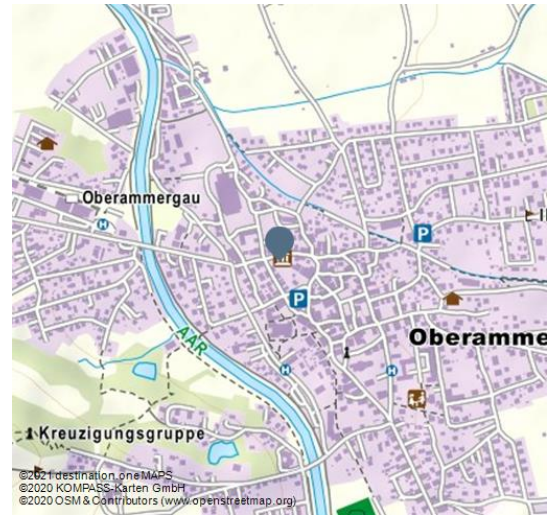 Oberammergau
H
P
P
Oberamme
AAR
H
H
Kreuzigungsgruppe
©2021 destination.one MAPS
©2020 KOMPASS-Karten GmbH
©2020 OSM & Contributors (www.openstreetmap.org)